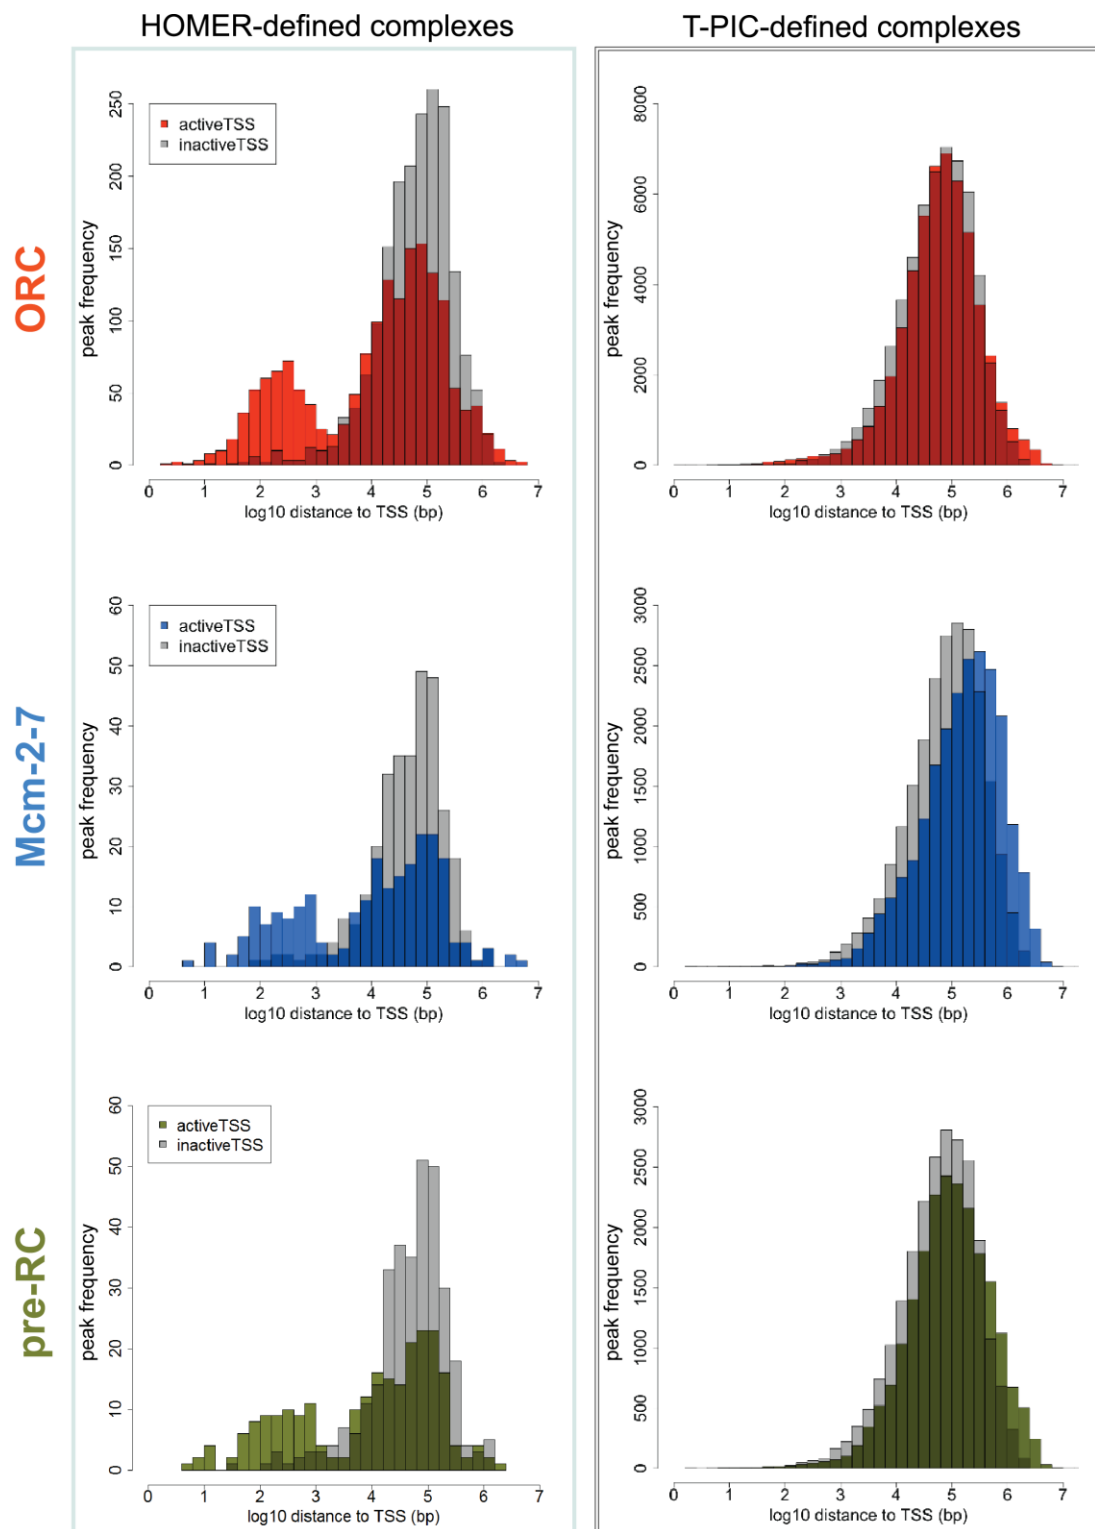 HOMER-defined complexes
T-PIC-defined complexes
ORC
peak frequency
0 50 100 150 200 250
activeTSS
inactiveTSS
0 1 2 3 4 5 6 7
log10 distance to TSS (bp)
peak frequency
0 2000 4000 6000 8000
0 1 2 3 4 5 6 7
log10 distance to TSS (bp)
Mcm-2-7
peak frequency
0 10 20 30 40 50 60
activeTSS
inactiveTSS
0 1 2 3 4 5 6 7
log10 distance to TSS (bp)
peak frequency
0 500 1000 1500 2000 2500 3000
0 1 2 3 4 5 6 7
log10 distance to TSS (bp)
pre-RC
peak frequency
0 10 20 30 40 50 60
activeTSS
inactiveTSS
0 1 2 3 4 5 6 7
log10 distance to TSS (bp)
peak frequency
0 500 1000 1500 2000 2500 3000
0 1 2 3 4 5 6 7
log10 distance to TSS (bp)